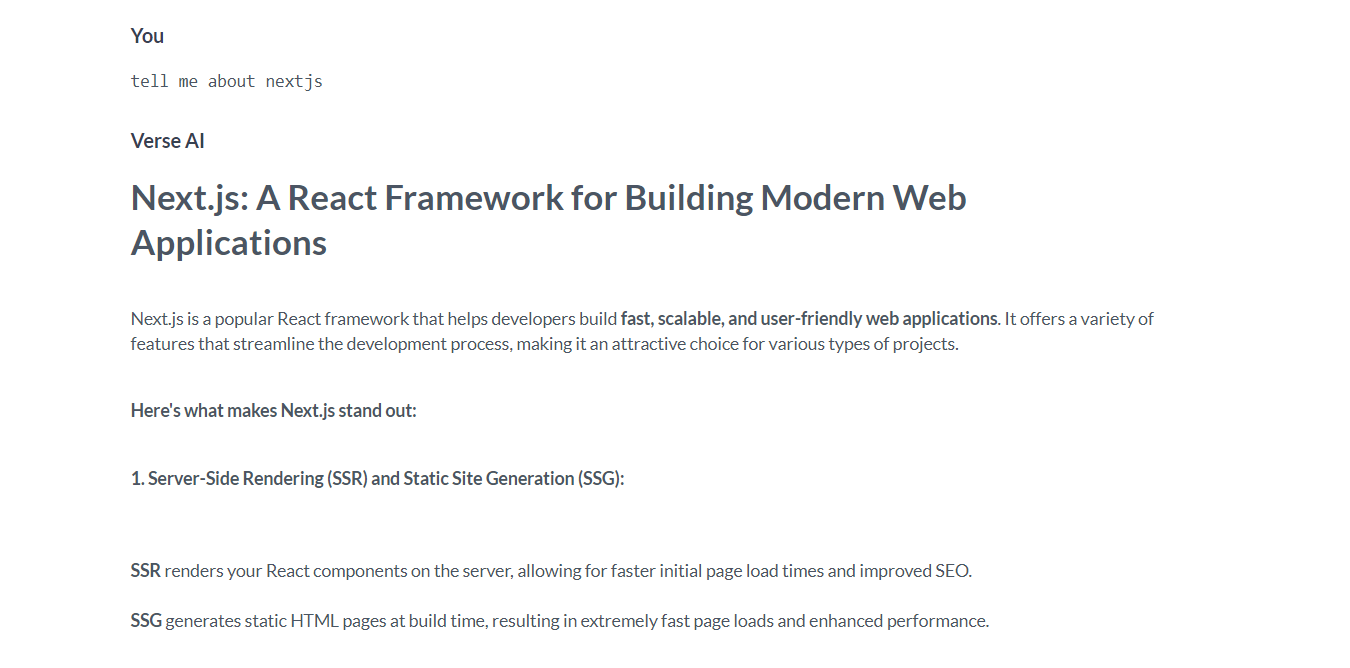 You
tell me about nextjs
Verse AI
Next.js: A React Framework for Building Modern Web
Applications
Next.js is a popular React framework that helps developers build fast, scalable, and user-friendly web applications. It offers a variety of
features that streamline the development process, making it an attractive choice for various types of projects.
Here's what makes Next.js stand out:
1. Server-Side Rendering (SSR) and Static Site Generation (SSG):
SSR renders your React components on the server, allowing for faster initial page load times and improved SEO.
SSG generates static HTML pages at build time, resulting in extremely fast page loads and enhanced performance.